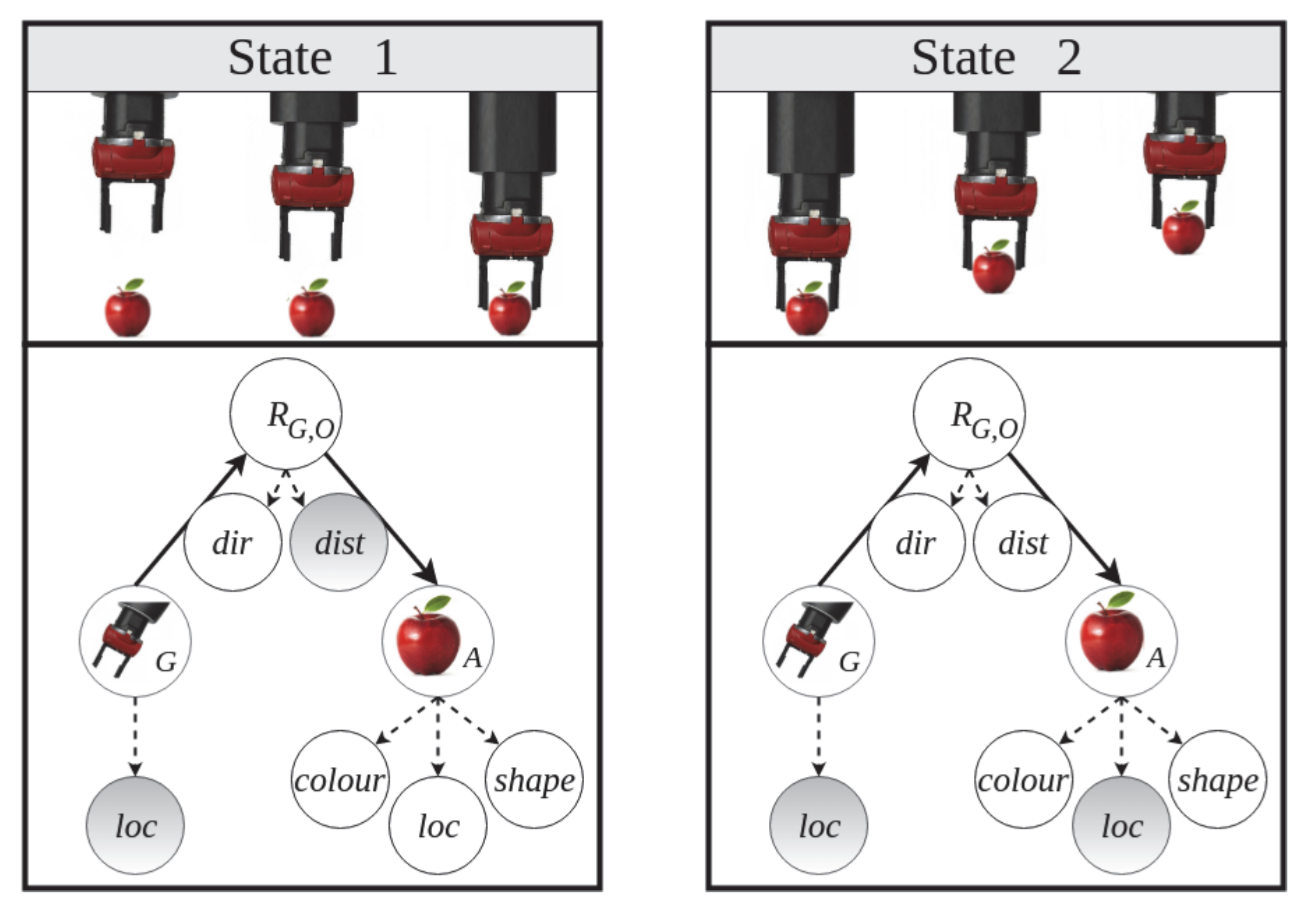 State 1
R_{G,O}
dir
dist
G
A
colour
shape
loc
loc
State 2
R_{G,O}
dir
dist
G
A
colour
shape
loc
loc